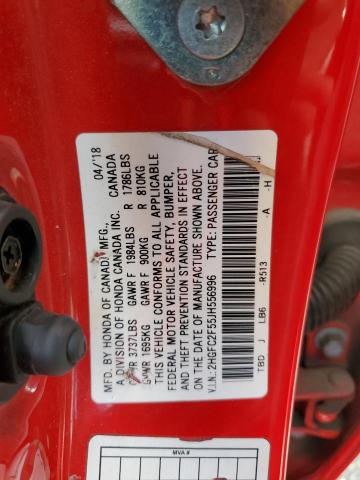 MFD. BY HONDA OF CANADA MFG., 04/'18
A DIVISION OF HONDA CANADA INC. CANADA
GVWR 3737LBS GAWR F 1984LBS R 1786LBS
GVWR 1695KG GAWR F 900KG R 810KG
THIS VEHICLE CONFORMS TO ALL APPLICABLE
FEDERAL MOTOR VEHICLE SAFETY, BUMPER,
AND THEFT PREVENTION STANDARDS IN EFFECT
ON THE DATE OF MANUFACTURE SHOWN ABOVE.
V.I.N.:2HGFC2F55JH556996 TYPE: PASSENGER CAR
TBD J LB6 -R513 -A -H
MVA #